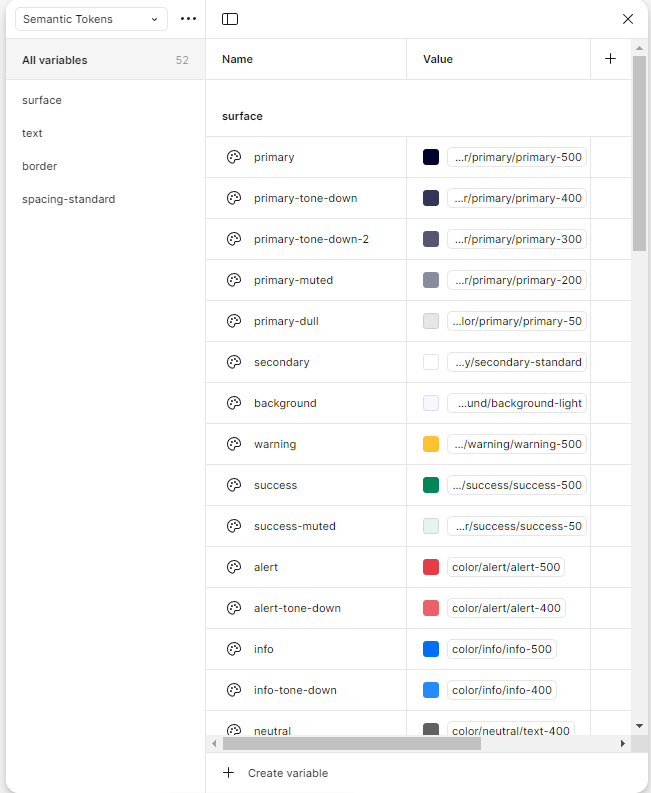 Semantic Tokens
All variables 52
surface
text
border
spacing-standard
Name Value
surface
primary ...r/primary/primary-500
primary-tone-down ...r/primary/primary-400
primary-tone-down-2 ...r/primary/primary-300
primary-muted ...r/primary/primary-200
primary-dull ...lor/primary/primary-50
secondary ...y/secondary-standard
background ...und/background-light
warning .../warning/warning-500
success .../success/success-500
success-muted ...r/success/success-50
alert color/alert/alert-500
alert-tone-down color/alert/alert-400
info color/info/info-500
info-tone-down color/info/info-400
neutral color/neutral/text-400
Create variable